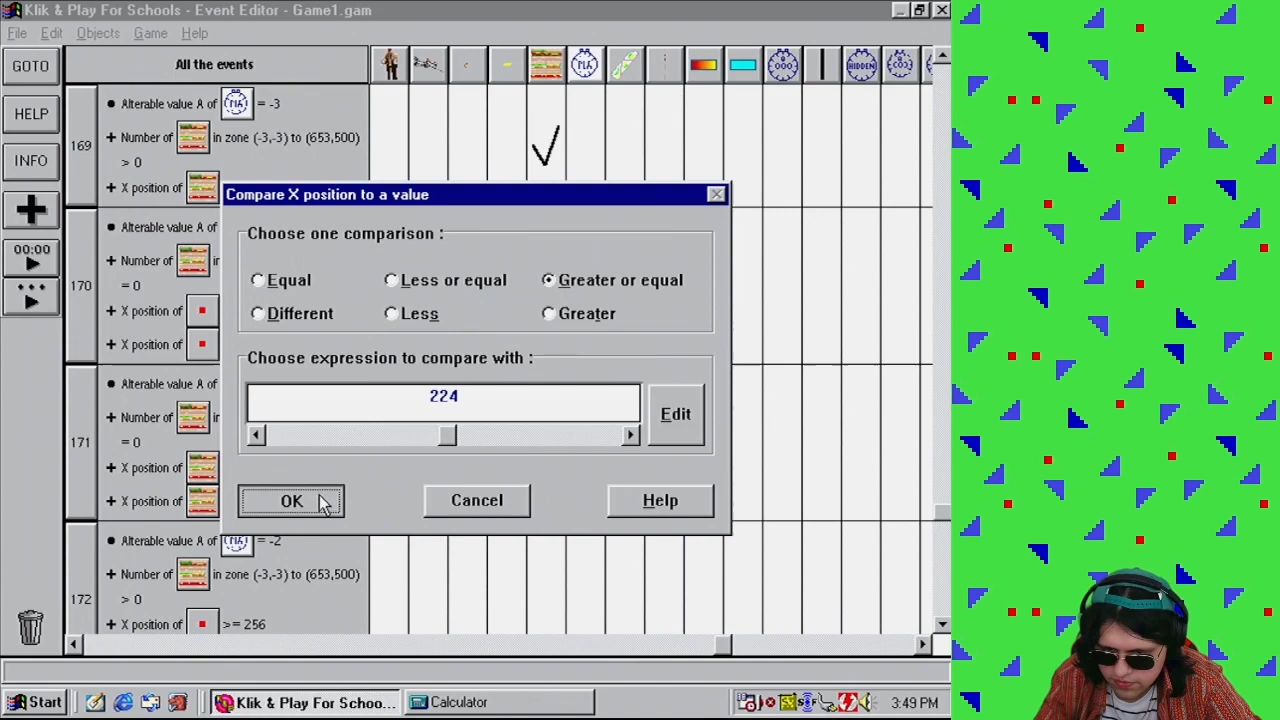 Klik & Play For Schools - Event Editor - Game1.gam
File Edit Objects Game Help
GOTO
All the events
000
HIDDEN
HELP
INFO
00:00
169
Alterable value A of = -3
+ Number of in zone (-3,-3) to (653,500)
> 0
+ X position of
170
Alterable value A of
+ Number of in
= 0
+ X position of
+ X position of
171
Alterable value A of
+ Number of in
= 0
+ X position of
+ X position of
172
Alterable value A of = -2
+ Number of in zone (-3,-3) to (653,500)
> 0
+ X position of >= 256
Compare X position to a value
Choose one comparison :
Equal Less or equal Greater or equal
Different Less Greater
Choose expression to compare with :
224
Edit
OK Cancel Help
Start Klik & Play For Schoo... Calculator 3:49 PM